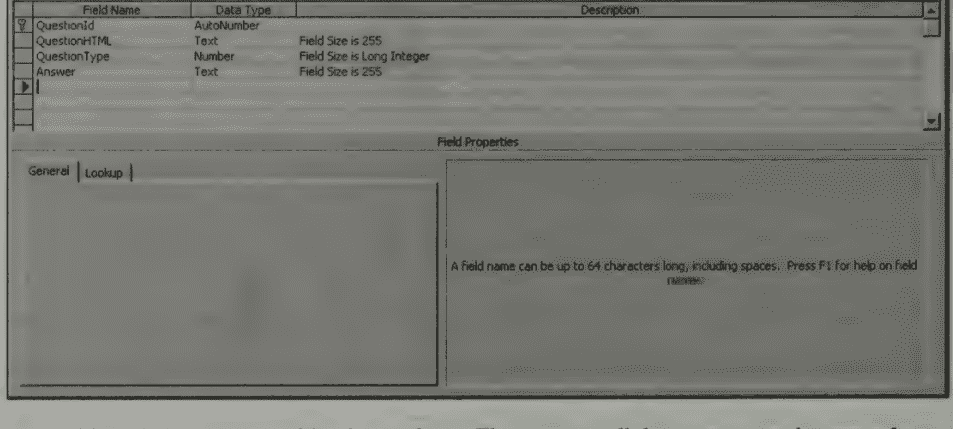 Field Name Data Type Description
QuestionId AutoNumber
QuestionHTML Text Field Size is 255
QuestionType Number Field Size is Long Integer
Answer Text Field Size is 255
Field Properties
General Lookup
A field name can be up to 64 characters long, including spaces. Press F1 for help on field
names.